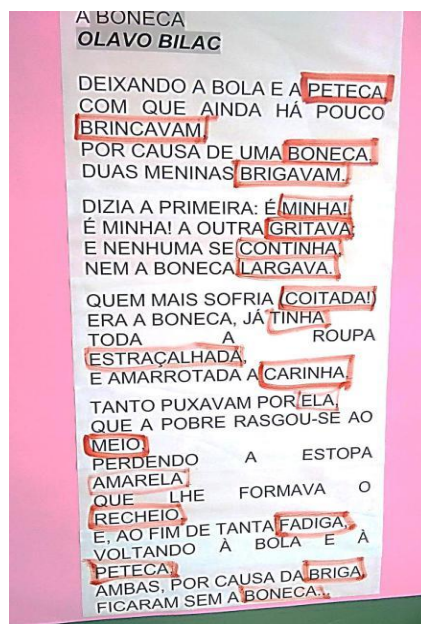 A BONECA
OLAVO BILAC
DEIXANDO A BOLA E A PETECA,
COM QUE AINDA HÁ POUCO
BRINCAVAM,
POR CAUSA DE UMA BONECA,
DUAS MENINAS BRIGAVAM.
DIZIA A PRIMEIRA: É MINHA!
É MINHA! A OUTRA GRITAVA;
E NENHUMA SE CONTINHA,
NEM A BONECA LARGAVA.
QUEM MAIS SOFRIA (COITADA!)
ERA A BONECA, JÁ TINHA
TODA A ROUPA
ESTRAÇALHADA,
E AMARROTADA A CARINHA.
TANTO PUXAVAM POR ELA,
QUE A POBRE RASGOU-SE AO
MEIO,
PERDENDO A ESTOPA
AMARELA
QUE LHE FORMAVA O
RECHEIO.
E, AO FIM DE TANTA FADIGA,
VOLTANDO À BOLA E À
PETECA,
AMBAS, POR CAUSA DA BRIGA,
FICARAM SEM A BONECA...